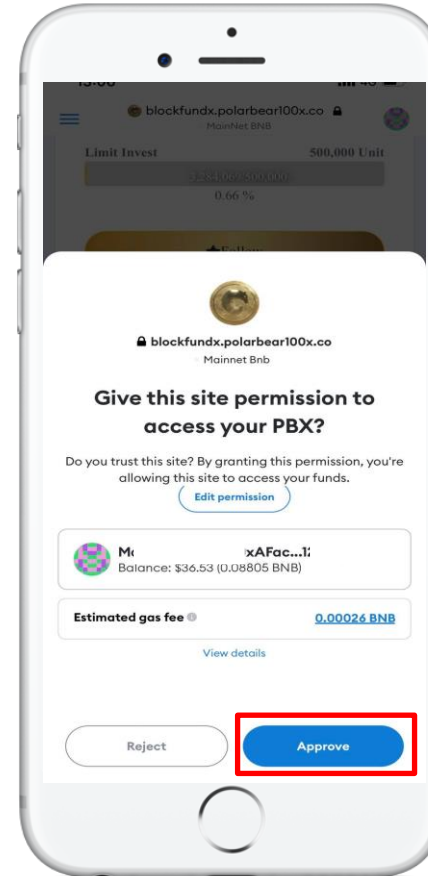 blockfundx.polarbear100x.co
MainNet BNB
Limit Invest 500,000 Unit
0.66 %
Follow
blockfundx.polarbear100x.co
Mainnet Bnb
Give this site permission to
access your PBX?
Do you trust this site? By granting this permission, you're
allowing this site to access your funds.
Edit permission
xAFac...12
Balance: $36.53 (0.08805 BNB)
Estimated gas fee 0.00026 BNB
View details
Reject Approve